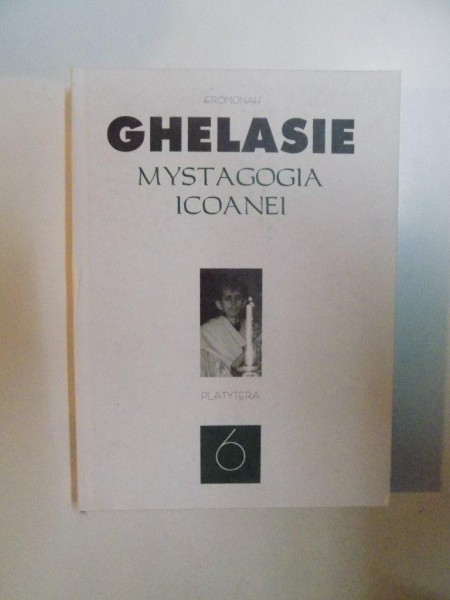 IEROMONAH
GHELASIE
MYSTAGOGIA
ICOANEI
PLATYTERA
6